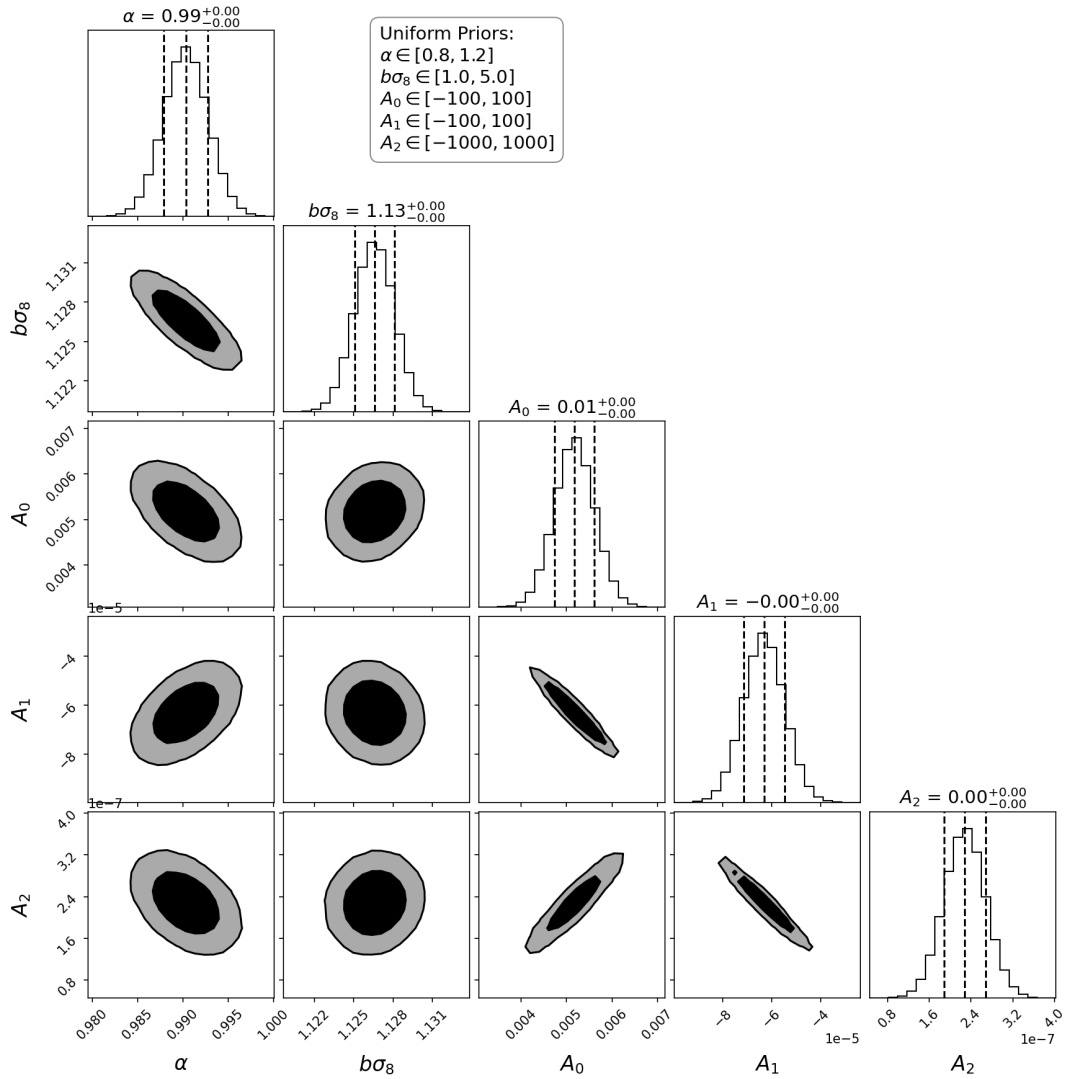 α = 0.99+0.00 −0.00
Uniform Priors:
α ∈ [0.8, 1.2]
bσ8 ∈ [1.0, 5.0]
A0 ∈ [−100, 100]
A1 ∈ [−100, 100]
A2 ∈ [−1000, 1000]
bσ8 = 1.13+0.00 −0.00
bσ8
1.131
1.128
1.125
1.122
A0 = 0.01+0.00 −0.00
A0
0.007
0.006
0.005
0.004
1e−5
A1 = −0.00+0.00 −0.00
A1
−4
−6
−8
1e−7
A2 = 0.00+0.00 −0.00
A2
4.0
3.2
2.4
1.6
0.8
0.980 0.985 0.990 0.995 1.000 1.122 1.125 1.128 1.131 0.004 0.005 0.006 0.007 −8 −6 −4 0.8 1.6 2.4 3.2 4.0
1e−5 1e−7
α bσ8 A0 A1 A2